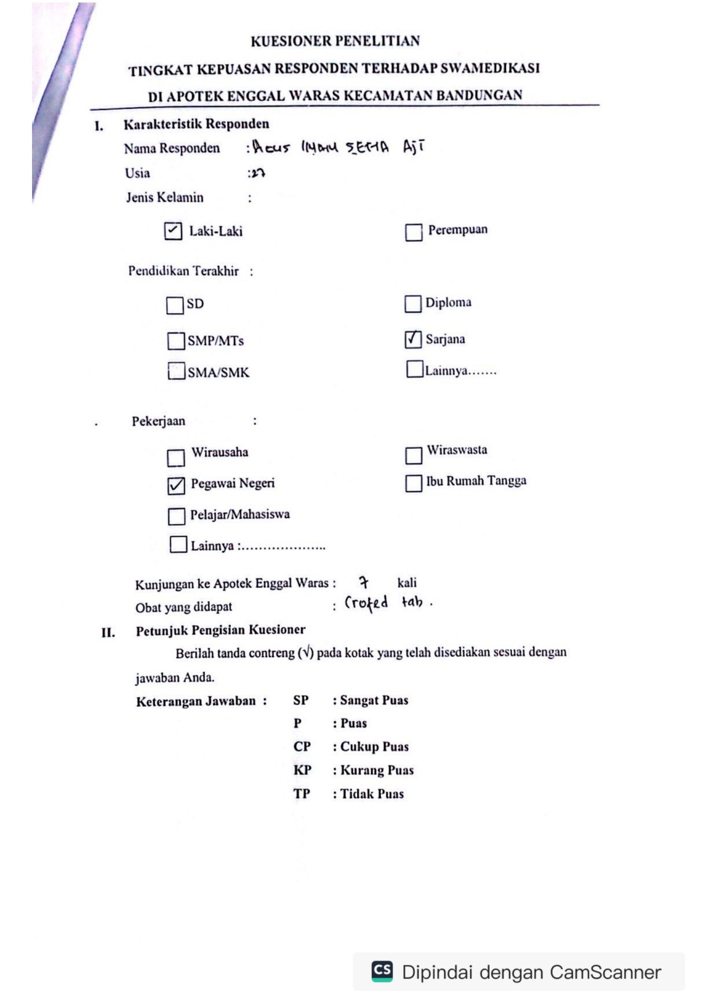 KUESIONER PENELITIAN
TINGKAT KEPUASAN RESPONDEN TERHADAP SWAMEDIKASI
DI APOTEK ENGGAL WARAS KECAMATAN BANDUNGAN
I. Karakteristik Responden
Nama Responden : Agus Imam SETIA Aji
Usia : 27
Jenis Kelamin :
✓ Laki-Laki Perempuan
Pendidikan Terakhir :
SD Diploma
SMP/MTs ✓ Sarjana
SMA/SMK Lainnya.......
. Pekerjaan :
Wirausaha Wiraswasta
✓ Pegawai Negeri Ibu Rumah Tangga
Pelajar/Mahasiswa
Lainnya :....................
Kunjungan ke Apotek Enggal Waras : 7 kali
Obat yang didapat : Crofed tab .
II. Petunjuk Pengisian Kuesioner
Berilah tanda contreng (√) pada kotak yang telah disediakan sesuai dengan
jawaban Anda.
Keterangan Jawaban : SP : Sangat Puas
P : Puas
CP : Cukup Puas
KP : Kurang Puas
TP : Tidak Puas
CS Dipindai dengan CamScanner